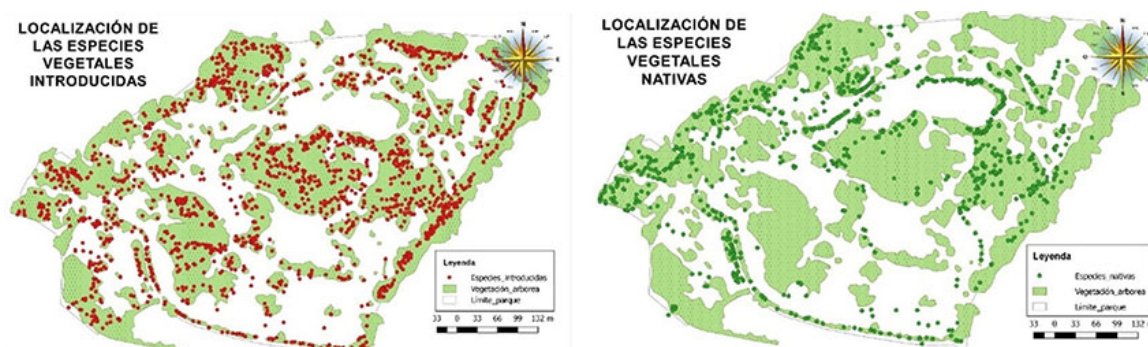 LOCALIZACIÓN DE
LAS ESPECIES
VEGETALES
INTRODUCIDAS
Leyenda
Especies_introducidas
Vegetación_arborea
Límite_parque
33 0 33 66 99 132 m
LOCALIZACIÓN DE
LAS ESPECIES
VEGETALES
NATIVAS
Leyenda
Especies_nativas
Vegetación_arborea
Límite_parque
33 0 33 66 99 132 m